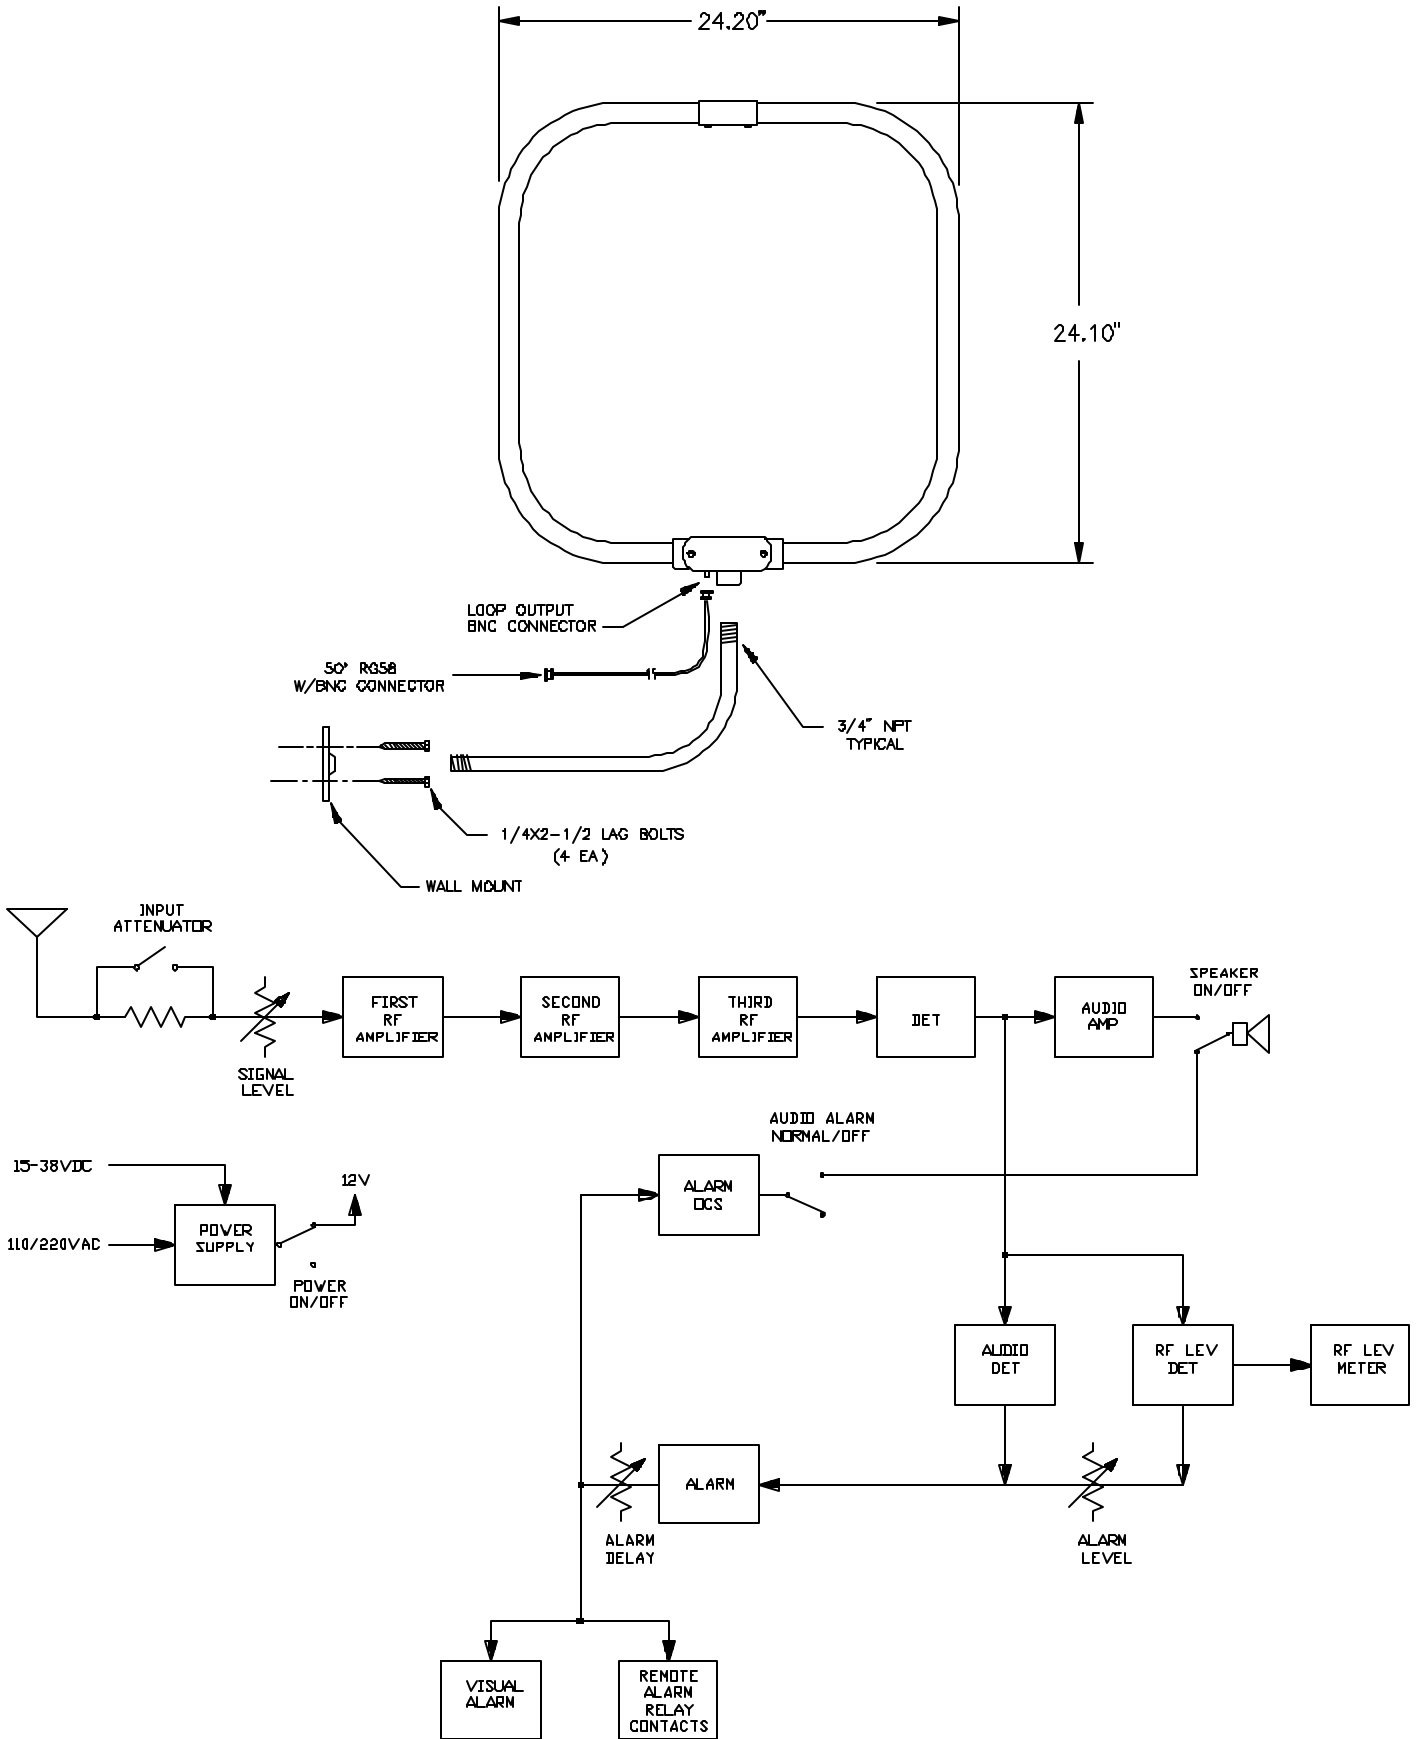 24.20"
24.10"
LOOP OUTPUT
BNC CONNECTOR
50' RG58
W/BNC CONNECTOR
3/4" NPT
TYPICAL
1/4X2-1/2 LAG BOLTS
(4 EA)
WALL MOUNT
INPUT
ATTENUATOR
SIGNAL
LEVEL
FIRST
RF
AMPLIFIER
SECOND
RF
AMPLIFIER
THIRD
RF
AMPLIFIER
DET
AUDIO
AMP
SPEAKER
ON/OFF
AUDIO ALARM
NORMAL/OFF
15-38VDC
12V
110/220VAC
POWER
SUPPLY
POWER
ON/OFF
ALARM
OCS
AUDIO
DET
RF LEV
DET
RF LEV
METER
ALARM
ALARM
DELAY
ALARM
LEVEL
VISUAL
ALARM
REMOTE
ALARM
RELAY
CONTACTS